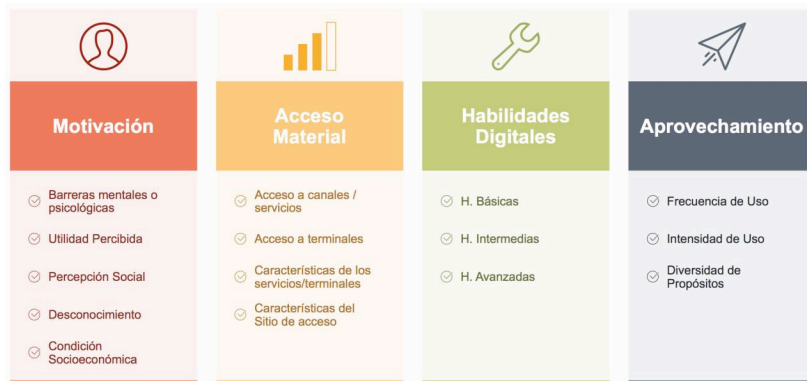 Motivación
Barreras mentales o
psicológicas
Utilidad Percibida
Percepción Social
Desconocimiento
Condición
Socioeconómica
Acceso
Material
Acceso a canales /
servicios
Acceso a terminales
Características de los
servicios/terminales
Características del
Sitio de acceso
Habilidades
Digitales
H. Básicas
H. Intermedias
H. Avanzadas
Aprovechamiento
Frecuencia de Uso
Intensidad de Uso
Diversidad de
Propósitos